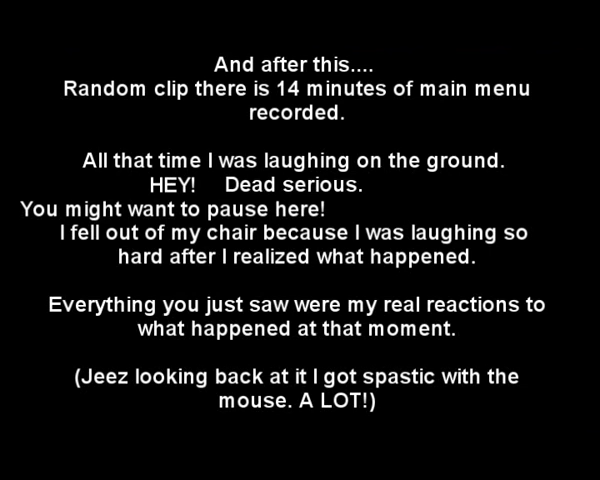 And after this....
Random clip there is 14 minutes of main menu
recorded.
All that time I was laughing on the ground.
HEY! Dead serious.
You might want to pause here!
I fell out of my chair because I was laughing so
hard after I realized what happened.
Everything you just saw were my real reactions to
what happened at that moment.
(Jeez looking back at it I got spastic with the
mouse. A LOT!)